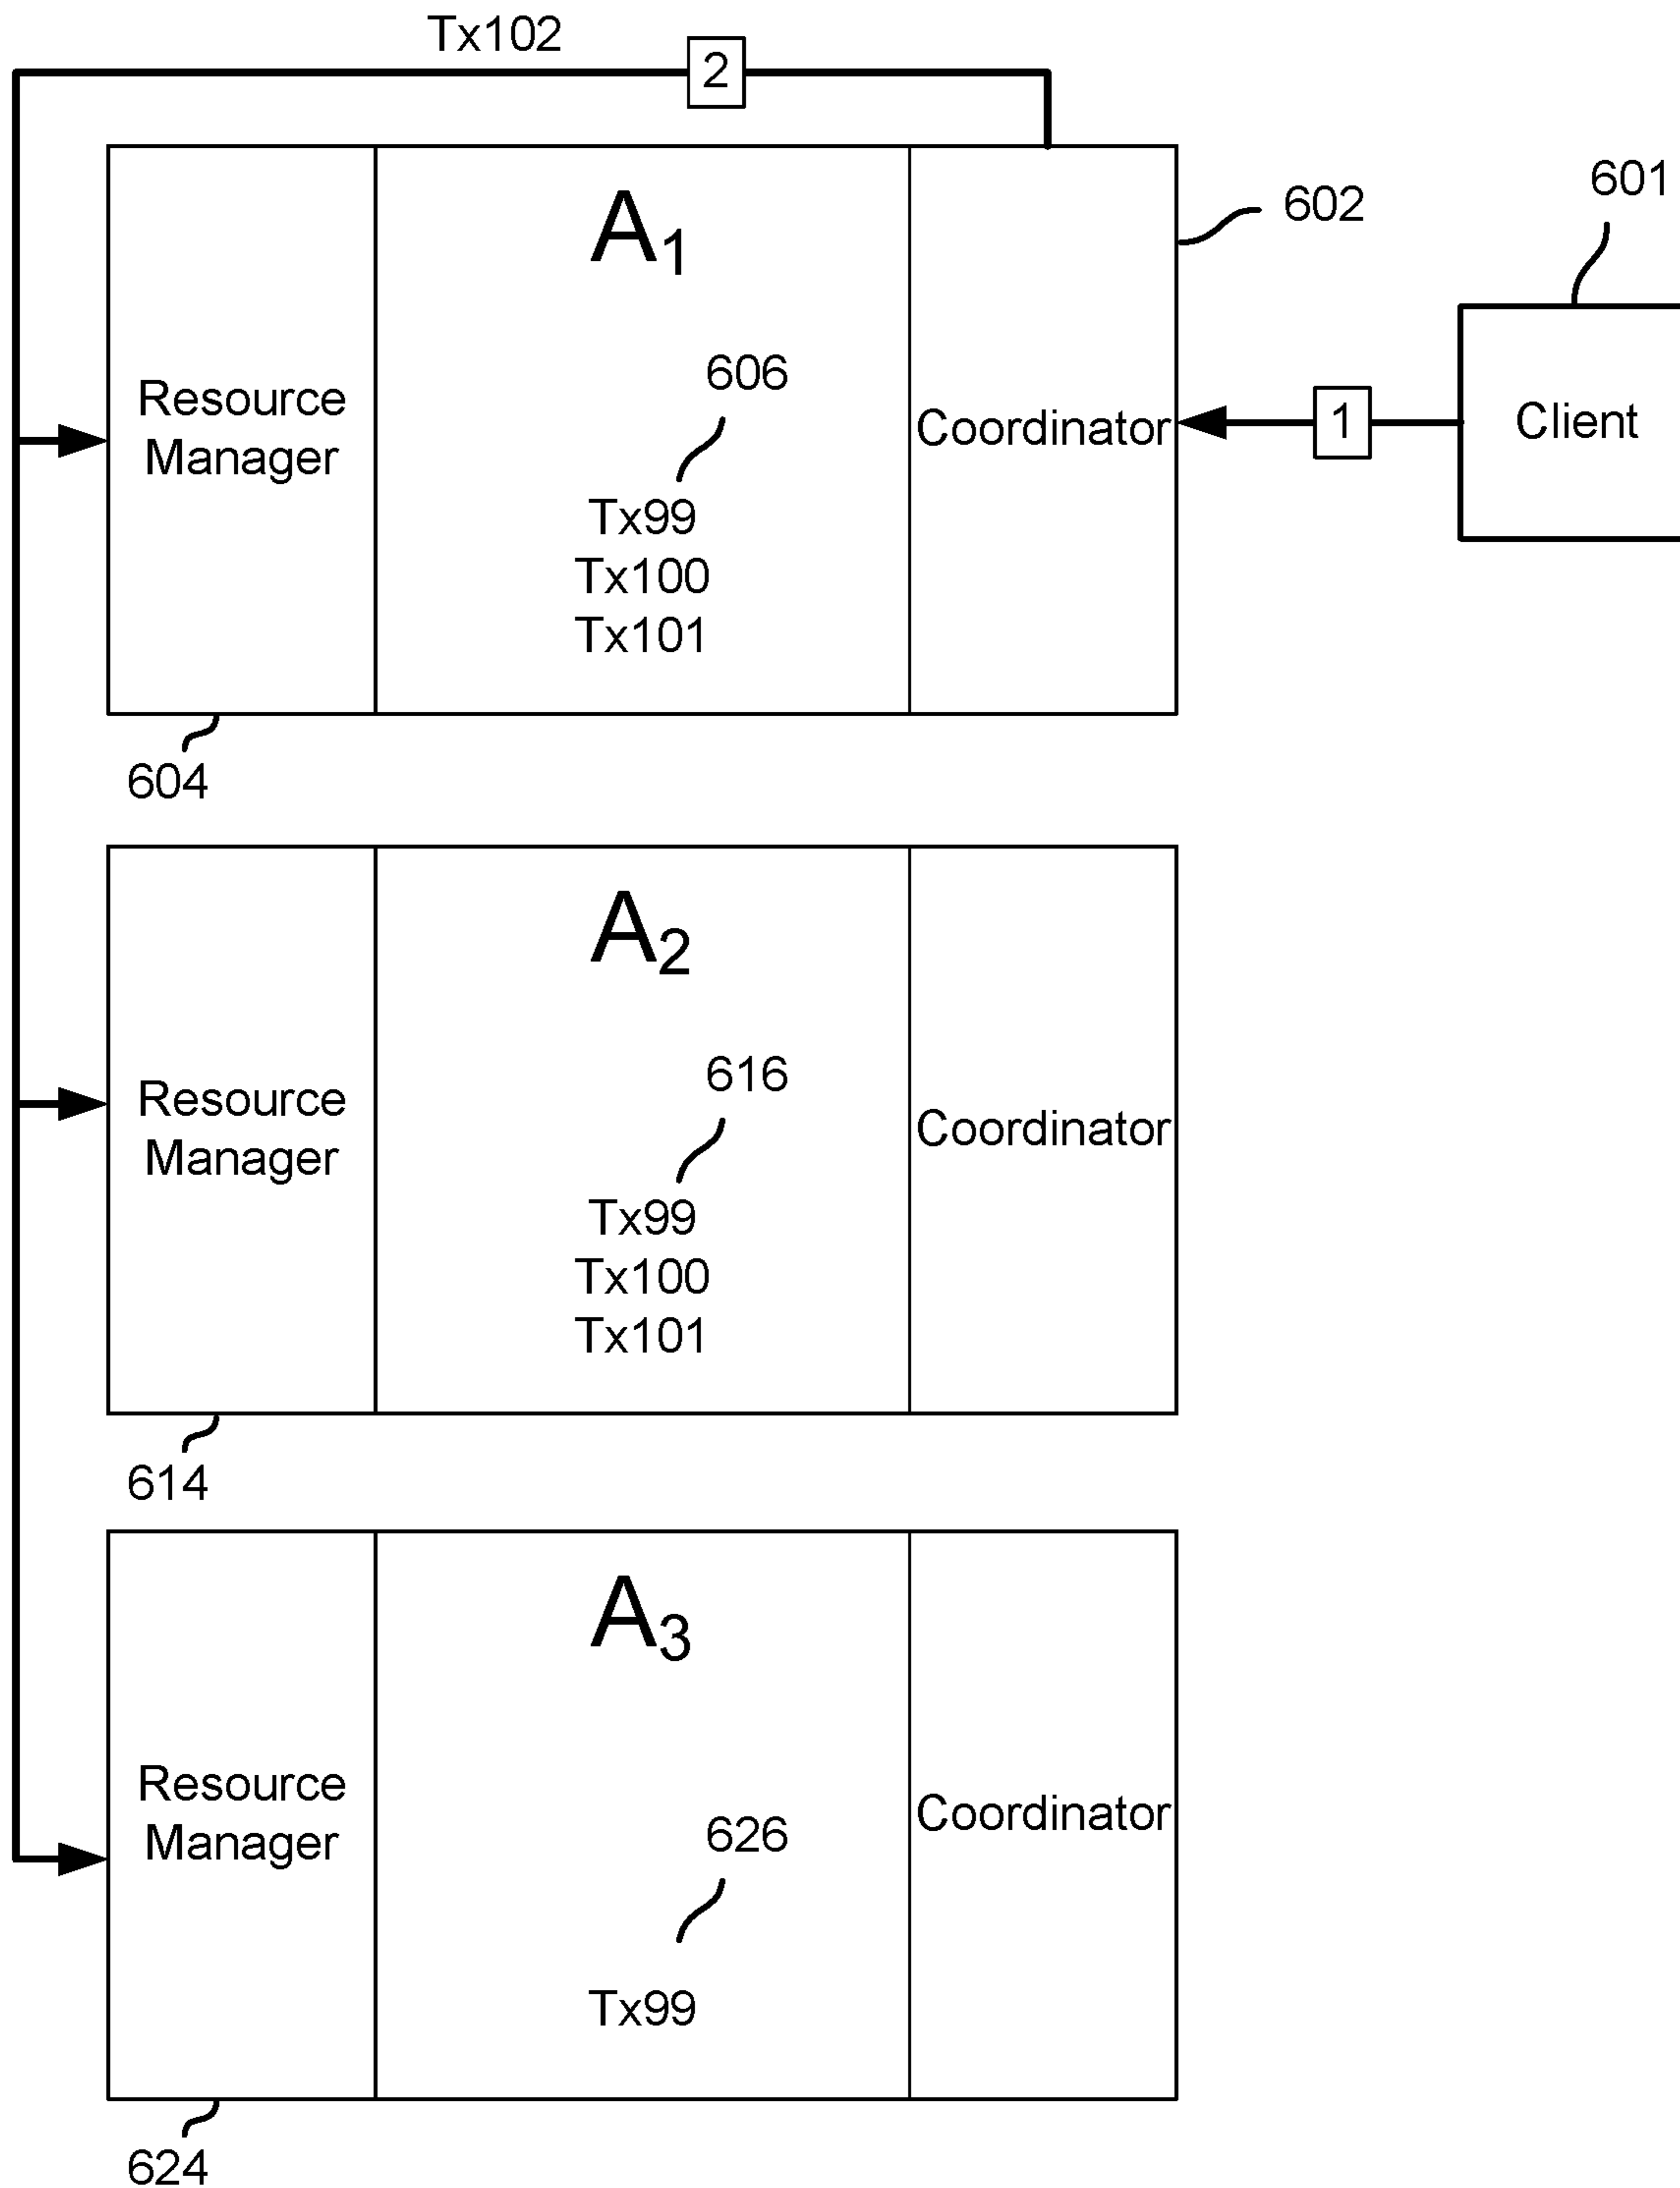 Tx102
2
601
602
A1
606
Resource
Manager
Coordinator
1
Client
Tx99
Tx100
Tx101
604
A2
616
Resource
Manager
Coordinator
Tx99
Tx100
Tx101
614
A3
Resource
Manager
Coordinator
626
Tx99
624